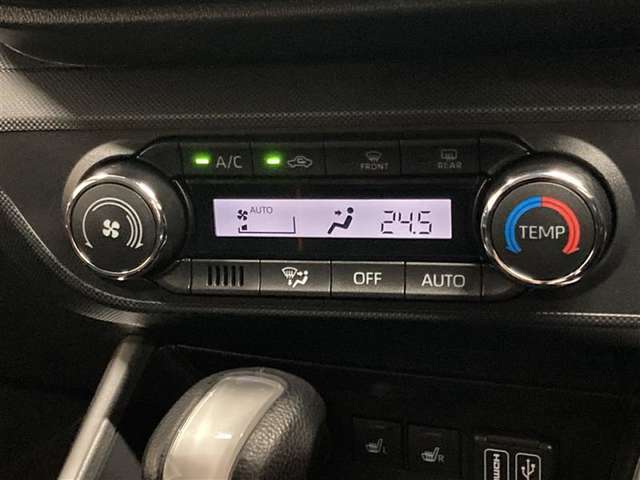 A/C
FRONT
REAR
AUTO
24.5
TEMP
OFF
AUTO
L
R